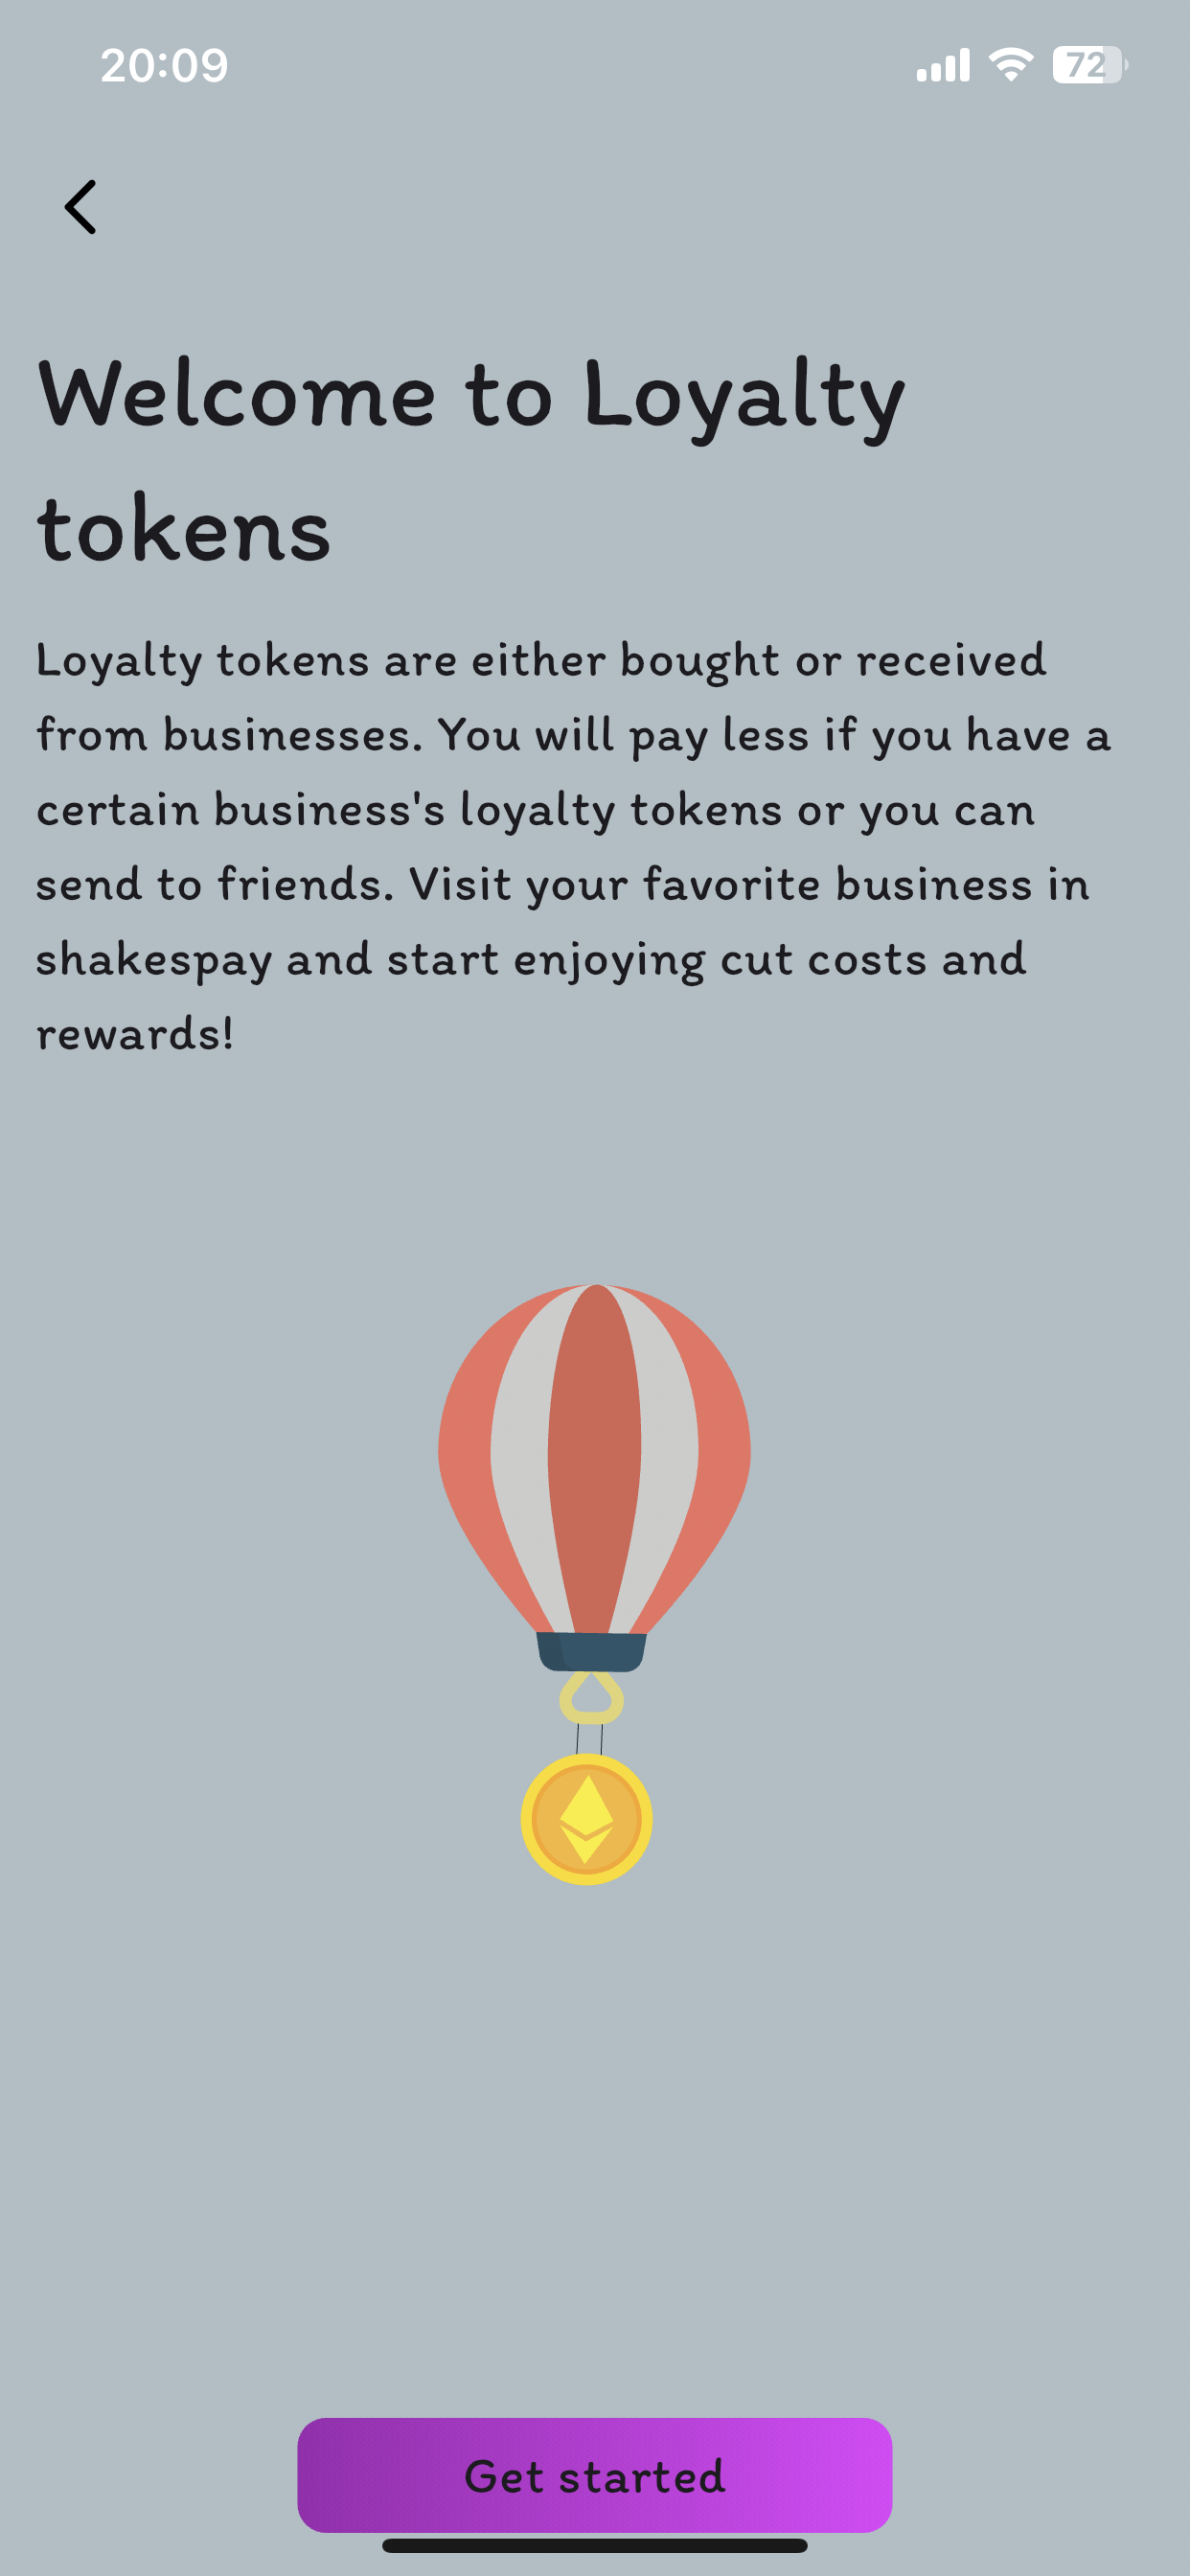 20:09
72
Welcome to Loyalty
tokens
Loyalty tokens are either bought or received
from businesses. You will pay less if you have a
certain business's loyalty tokens or you can
send to friends. Visit your favorite business in
shakespay and start enjoying cut costs and
rewards!
Get started